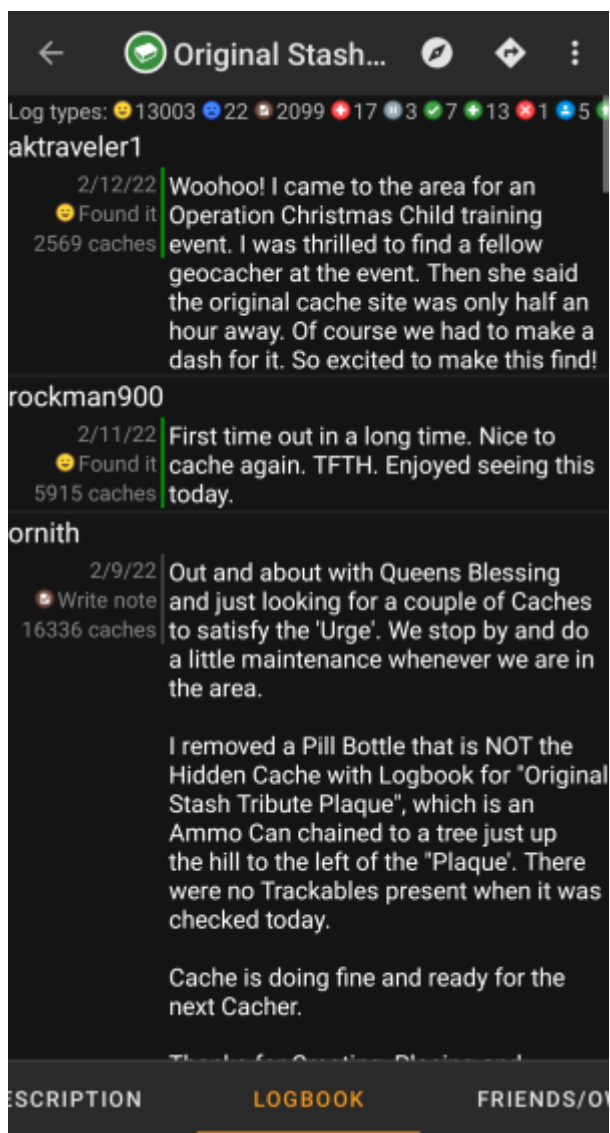 Original Stash...
Log types: 13003 22 2099 17 3 7 13 1 5
aktraveler1
2/12/22
Found it
2569 caches
Woohoo! I came to the area for an
Operation Christmas Child training
event. I was thrilled to find a fellow
geocacher at the event. Then she said
the original cache site was only half an
hour away. Of course we had to make a
dash for it. So excited to make this find!
rockman900
2/11/22
Found it
5915 caches
First time out in a long time. Nice to
cache again. TFTH. Enjoyed seeing this
today.
ornith
2/9/22
Write note
16336 caches
Out and about with Queens Blessing
and just looking for a couple of Caches
to satisfy the 'Urge'. We stop by and do
a little maintenance whenever we are in
the area.
I removed a Pill Bottle that is NOT the
Hidden Cache with Logbook for "Original
Stash Tribute Plaque", which is an
Ammo Can chained to a tree just up
the hill to the left of the "Plaque'. There
were no Trackables present when it was
checked today.
Cache is doing fine and ready for the
next Cacher.
ESCRIPTION
LOGBOOK
FRIENDS/OW